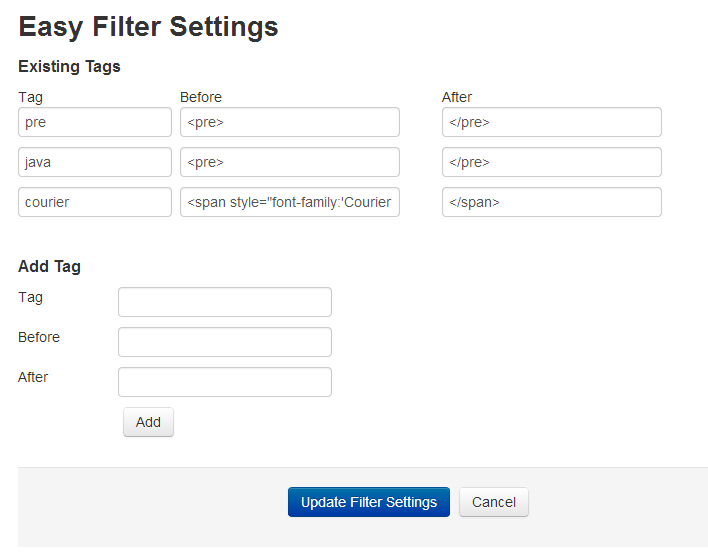 Easy Filter Settings
Existing Tags
Tag Before After
pre <pre> </pre>
java <pre> </pre>
courier <span style="font-family:'Courier </span>
Add Tag
Tag
Before
After
Add
Update Filter Settings Cancel